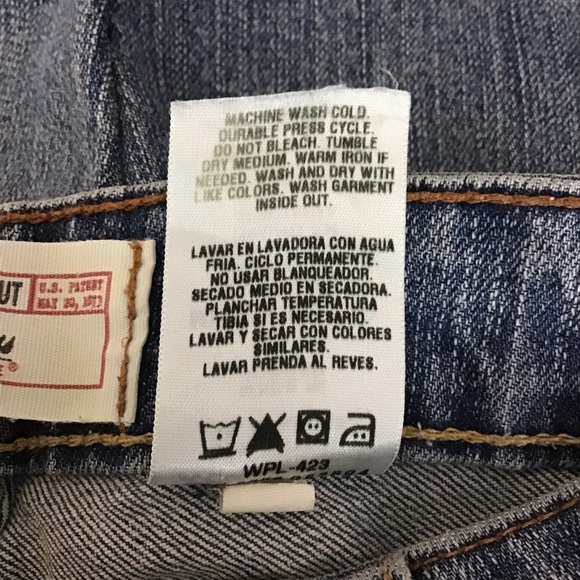 MACHINE WASH COLD.
DURABLE PRESS CYCLE.
DO NOT BLEACH. TUMBLE
DRY MEDIUM. WARM IRON IF
NEEDED. WASH AND DRY WITH
LIKE COLORS. WASH GARMENT
INSIDE OUT.
LAVAR EN LAVADORA CON AGUA
FRIA. CICLO PERMANENTE.
NO USAR BLANQUEADOR.
SECADO MEDIO EN SECADORA.
PLANCHAR TEMPERATURA
TIBIA SI ES NECESARIO.
LAVAR Y SECAR CON COLORES
SIMILARES.
LAVAR PRENDA AL REVES.
WPL-423
UT
U.S. PATENT
MAY 20, 1873